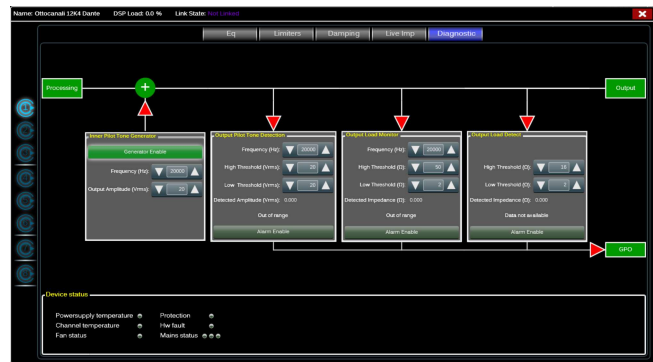 Name: Ottocanali 12K4 Dante DSP Load: 0.0 % Link State: Not Linked
Eq Limiters Damping Live Imp Diagnostic
Processing
+
Output
Inner Pilot Tone Generator
Generator Enable
Frequency (Hz): 20000
Output Amplitude (Vrms): 20
Output Pilot Tone Detection
Frequency (Hz): 20000
High Threshold (Vrms): 20
Low Threshold (Vrms): 20
Detected Amplitude (Vrms): 0.000
Out of range
Alarm Enable
Output Load Monitor
Frequency (Hz): 20000
High Threshold (Ω): 50
Low Threshold (Ω): 2
Detected Impedance (Ω): 0.000
Out of range
Alarm Enable
Output Load Detect
High Threshold (Ω): 16
Low Threshold (Ω): 2
Detected Impedance (Ω): 0.000
Data not available
Alarm Enable
GPO
Device status
Powersupply temperature Protection
Channel temperature Hw fault
Fan status Mains status